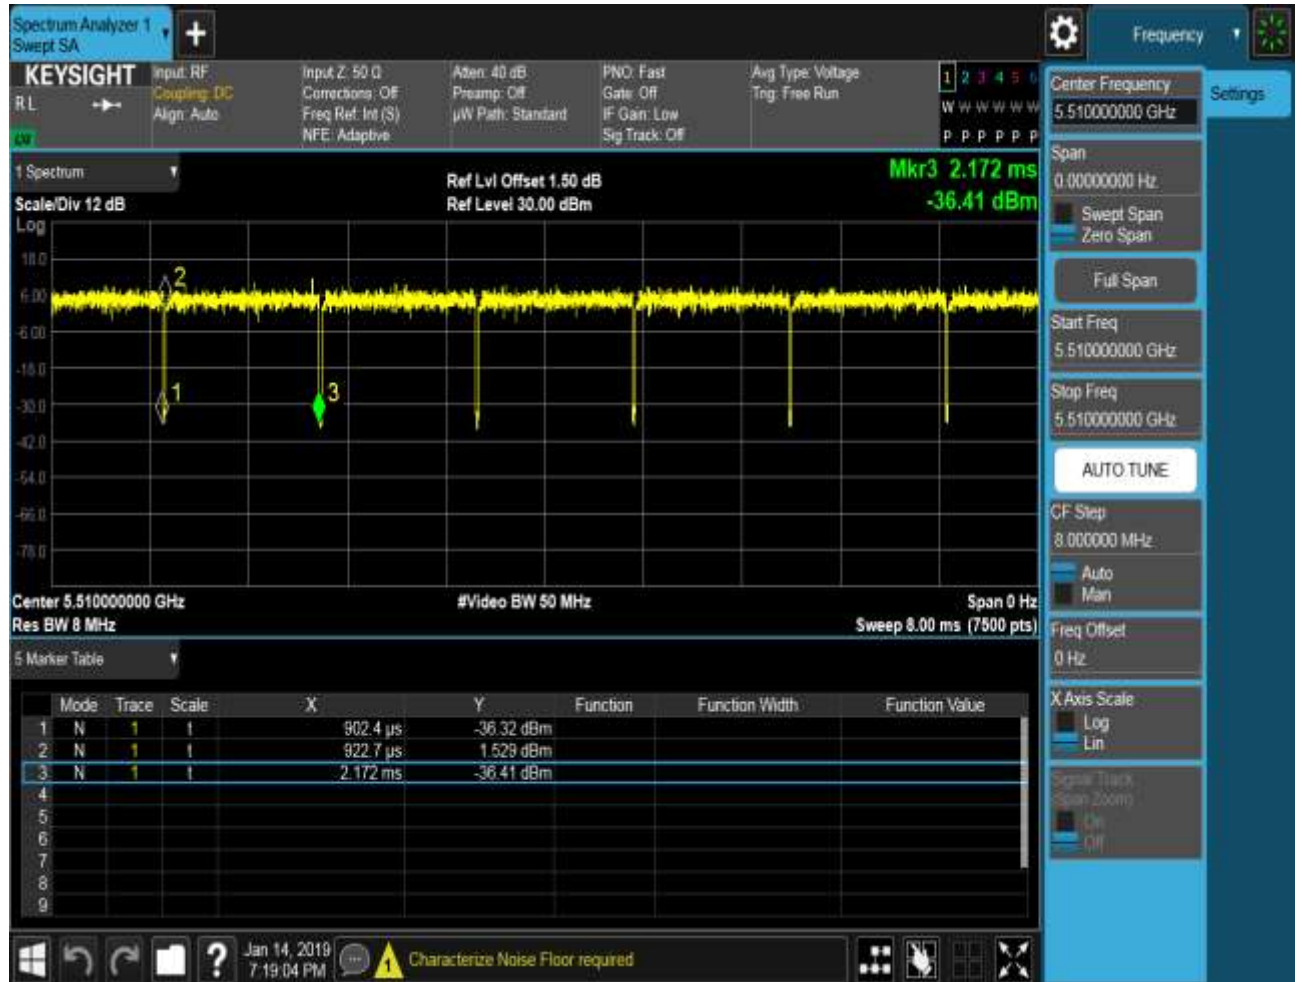 Spectrum Analyzer 1
Swept SA
+
Frequency
KEYSIGHT
RL
Input: RF
Coupling: DC
Align: Auto
Input Z: 50 Ω
Corrections: Off
Freq Ref: Int (S)
NFE: Adaptive
Atten: 40 dB
Preamp: Off
µW Path: Standard
PNO: Fast
Gate: Off
IF Gain: Low
Sig Track: Off
Avg Type: Voltage
Trig: Free Run
1 2 3 4 5 6
W W W W W W
P P P P P P
1 Spectrum
Scale/Div 12 dB
Log
Ref Lvl Offset 1.50 dB
Ref Level 30.00 dBm
Mkr3 2.172 ms
-36.41 dBm
18.0
6.00
-6.00
-18.0
-30.0
-42.0
-54.0
-66.0
-78.0
2
1
3
Center 5.510000000 GHz
#Video BW 50 MHz
Span 0 Hz
Res BW 8 MHz
Sweep 8.00 ms (7500 pts)
5 Marker Table
Mode Trace Scale X Y Function Function Width Function Value
1 N 1 t 902.4 µs -36.32 dBm
2 N 1 t 922.7 µs 1.529 dBm
3 N 1 t 2.172 ms -36.41 dBm
4
5
6
7
8
9
Jan 14, 2019
7:19:04 PM
?
1
Characterize Noise Floor required
Center Frequency
5.510000000 GHz
Settings
Span
0.00000000 Hz
Swept Span
Zero Span
Full Span
Start Freq
5.510000000 GHz
Stop Freq
5.510000000 GHz
AUTO TUNE
CF Step
8.000000 MHz
Auto
Man
Freq Offset
0 Hz
X Axis Scale
Log
Lin
Signal Track
(Span Zoom)
On
Off